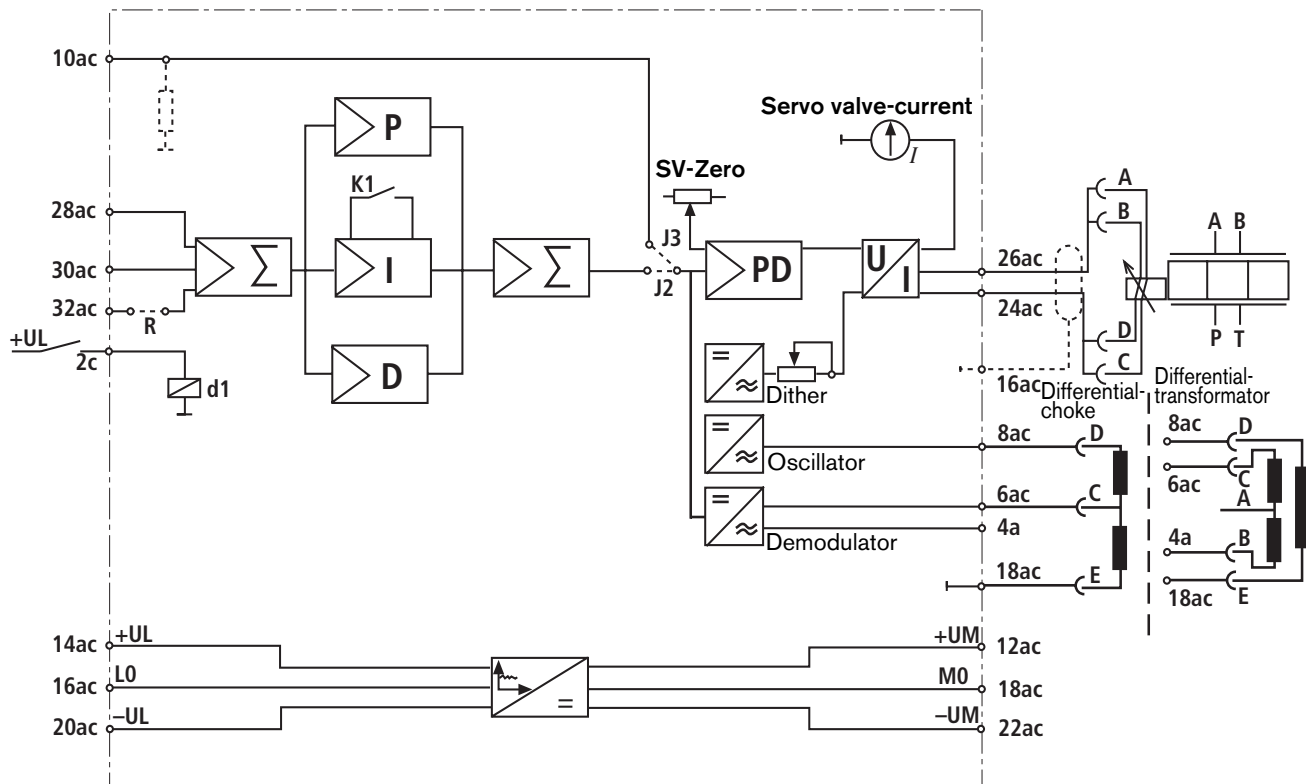 10ac
Servo valve-current
I
P
SV-Zero
K1
A
28ac
B
A B
J3
Σ
I
Σ
PD
U
I
26ac
30ac
J2
24ac
32ac
R
D
P T
+UL
2c
D
C
d1
=
≈
Dither
16ac
Differential-
choke
Differential-
transformator
=
≈
Oscillator
8ac
D
8ac
D
6ac
C
A
=
≈
Demodulator
6ac
C
4a
4a
B
18ac
E
18ac
E
14ac
+UL
+UM
12ac
16ac
L0
M0
18ac
=
20ac
–UL
–UM
22ac